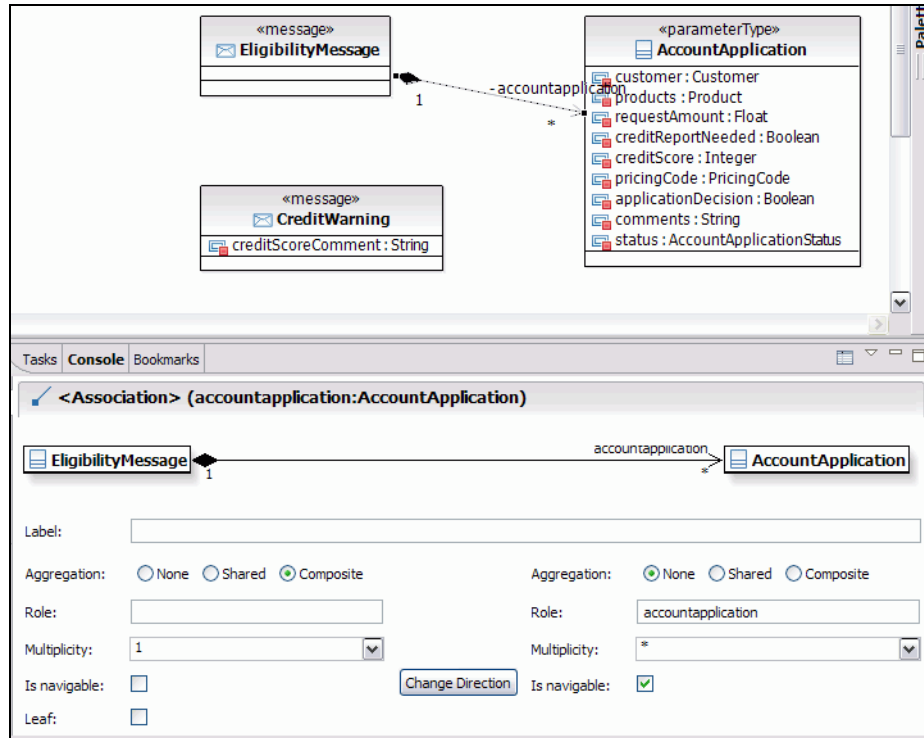 «message»
EligibilityMessage
1
-accountapplication
*
«parameterType»
AccountApplication
customer : Customer
products : Product
requestAmount : Float
creditReportNeeded : Boolean
creditScore : Integer
pricingCode : PricingCode
applicationDecision : Boolean
comments : String
status : AccountApplicationStatus
«message»
CreditWarning
creditScoreComment : String
Palett
Tasks Console Bookmarks
<Association> (accountapplication:AccountApplication)
EligibilityMessage 1 accountapplication * AccountApplication
Label:
Aggregation: None Shared Composite Aggregation: None Shared Composite
Role: Role: accountapplication
Multiplicity: 1 Multiplicity: *
Is navigable: Change Direction Is navigable:
Leaf: